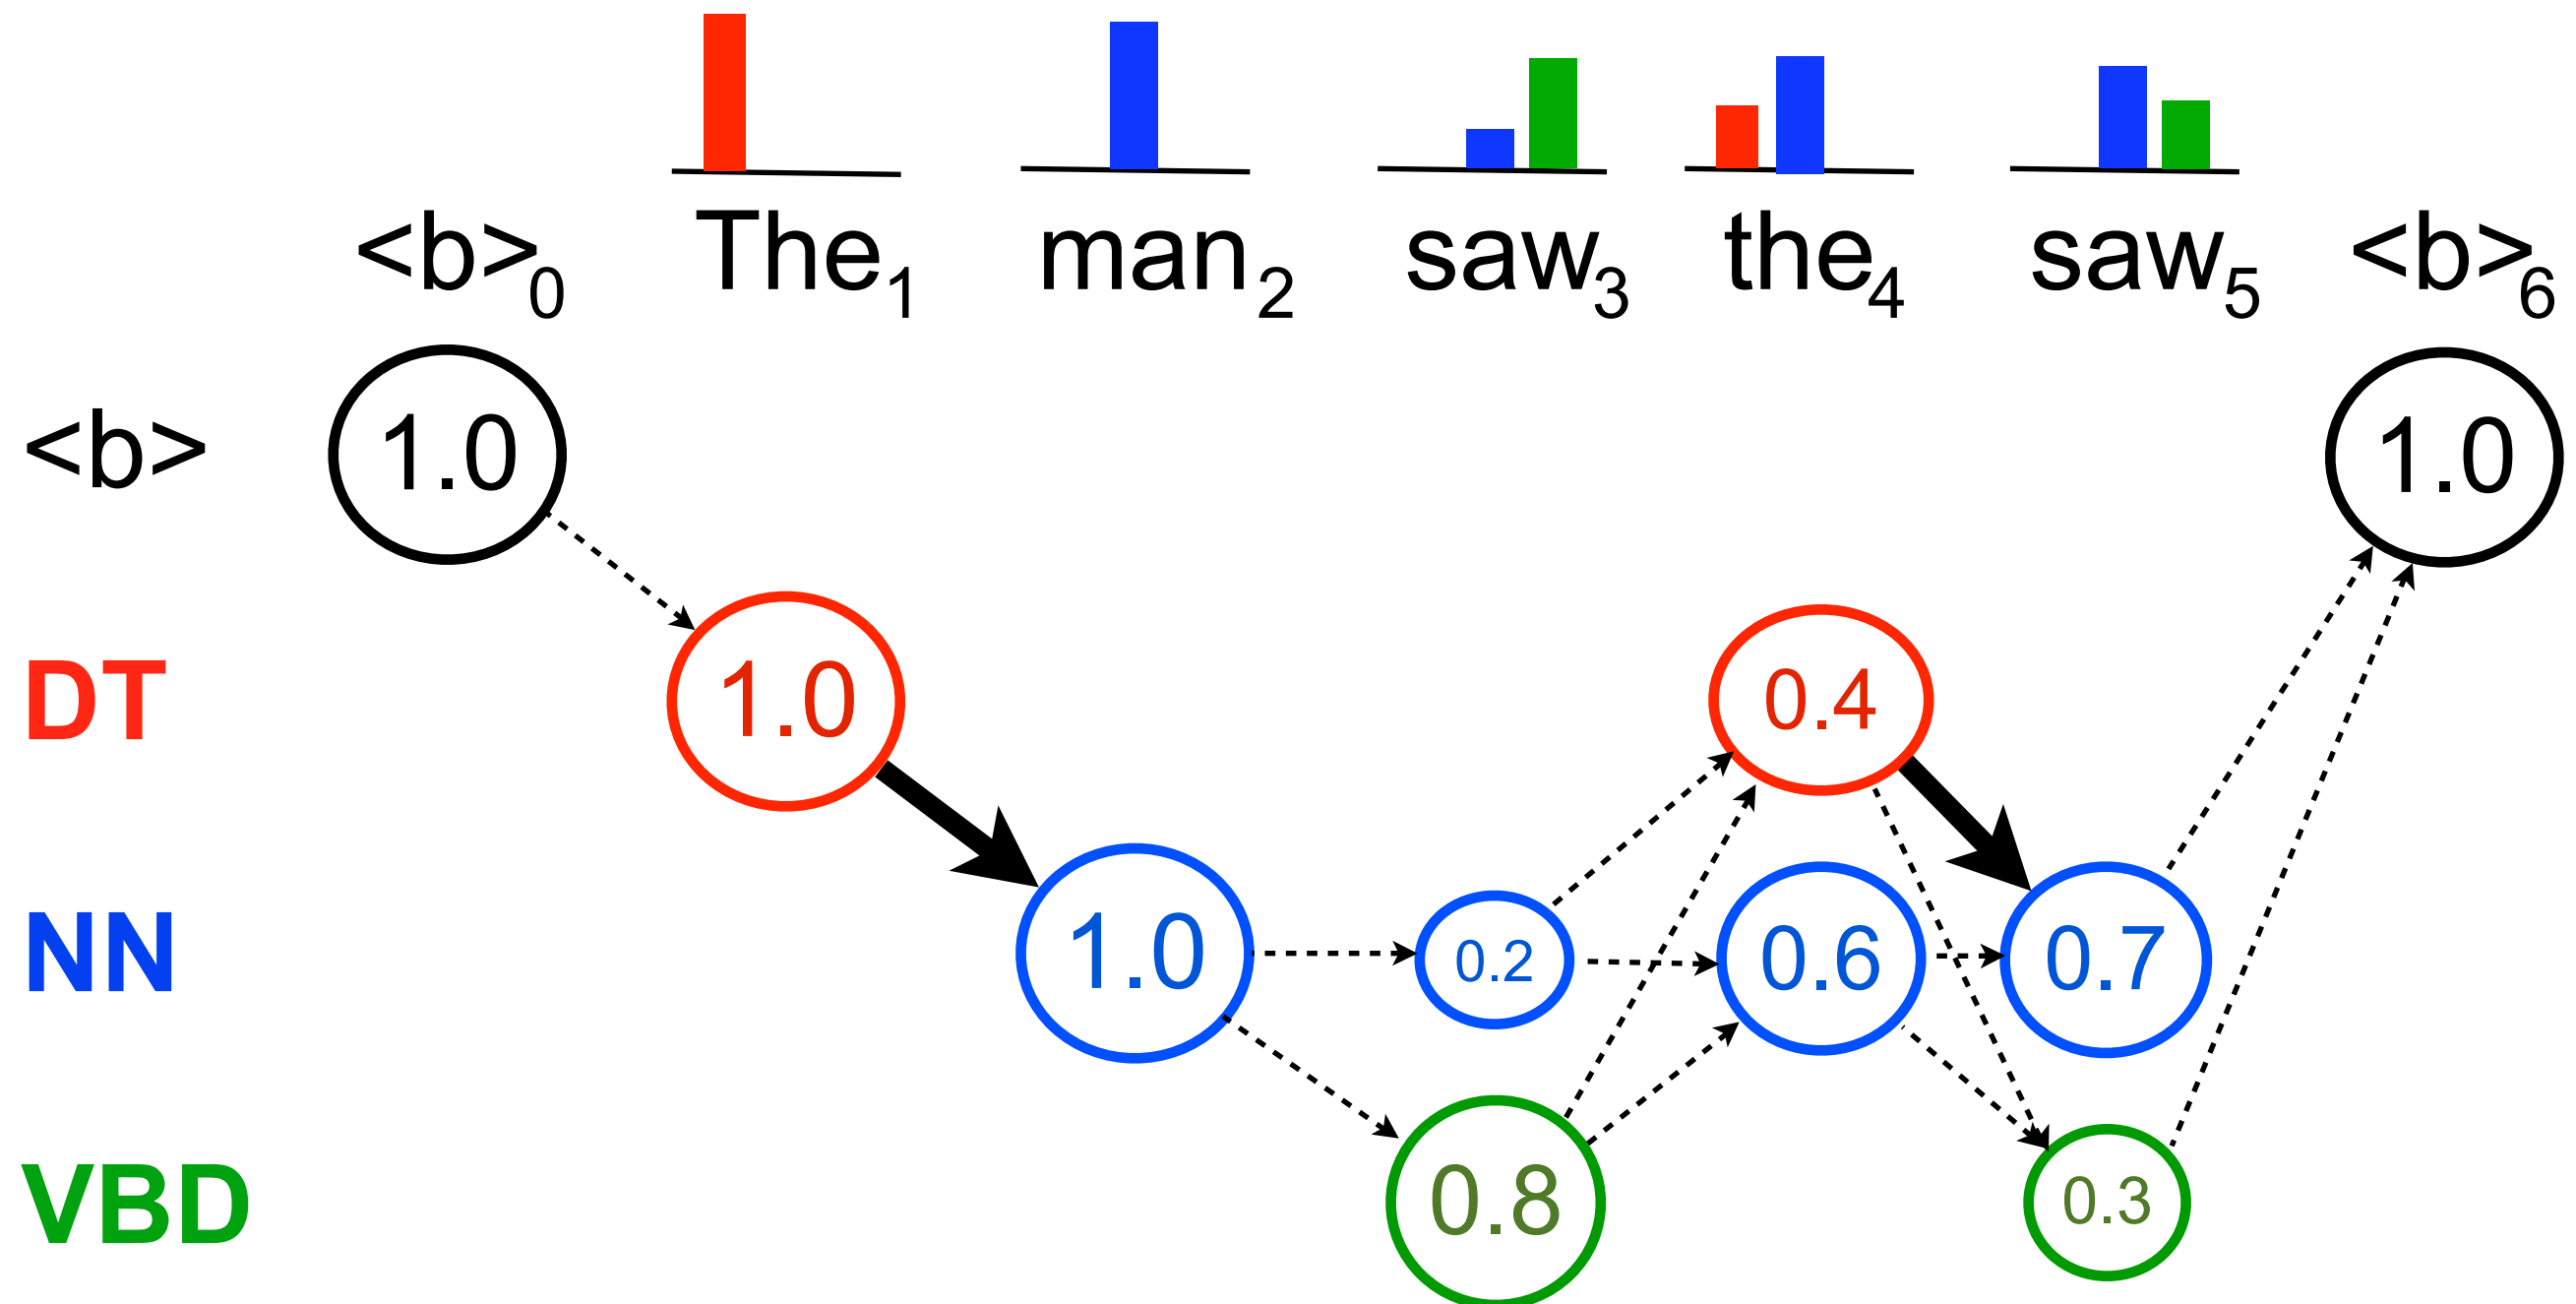 <b>0 The1 man2 saw3 the4 saw5 <b>6
<b> 1.0 1.0
DT 1.0 0.4
NN 1.0 0.2 0.6 0.7
VBD 0.8 0.3